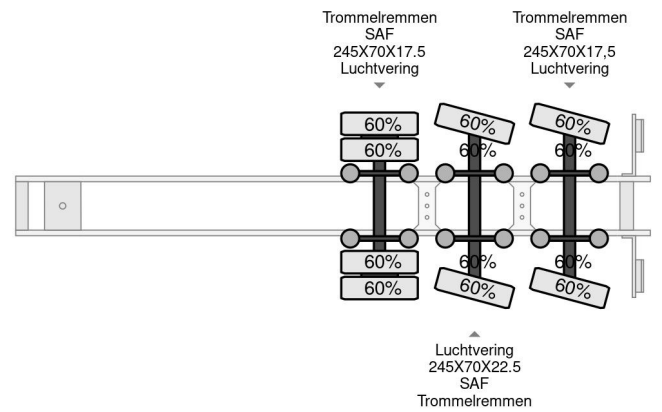 Trommelremmen
SAF
245X70X17.5
Luchtvering
Trommelremmen
SAF
245X70X17,5
Luchtvering
60%
60%
60%
60%
60%
60%
60%
60%
60%
60%
60%
60%
Luchtvering
245X70X22.5
SAF
Trommelremmen